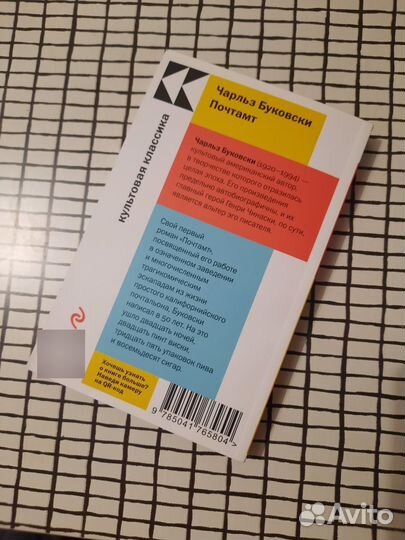 Чарльз Буковски
Почтамт
культовая классика
Чарльз Буковски (1920–1994) —
культовый американский автор,
в творчестве которого отразилась
целая эпоха. Его произведения
предельно автобиографичны, и их
главный герой Генри Чинаски, по сути,
является альтер эго писателя.
Свой первый
роман «Почтамт»,
посвященный его работе
в означенном заведении
и многочисленным
трагикомическим
эскападам из жизни
простого калифорнийского
почтальона, Буковски
написал в 50 лет. На это
ушло двадцать ночей,
двадцать пинт виски,
тридцать пять упаковок пива
и восемьдесят сигар.
Хочешь узнать
о книге больше?
Наведи камеру
на QR-код
9 785041 765804 >
Avito